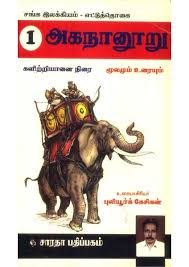 சங்க இலக்கியம் - எட்டுத்தொகை
1 அகநானூறு
களிற்றியானை நிரை
மூலமும் உரையும்
உரையாசிரியர்
புலியூர்க் கேசிகன்
சாரதா பதிப்பகம்